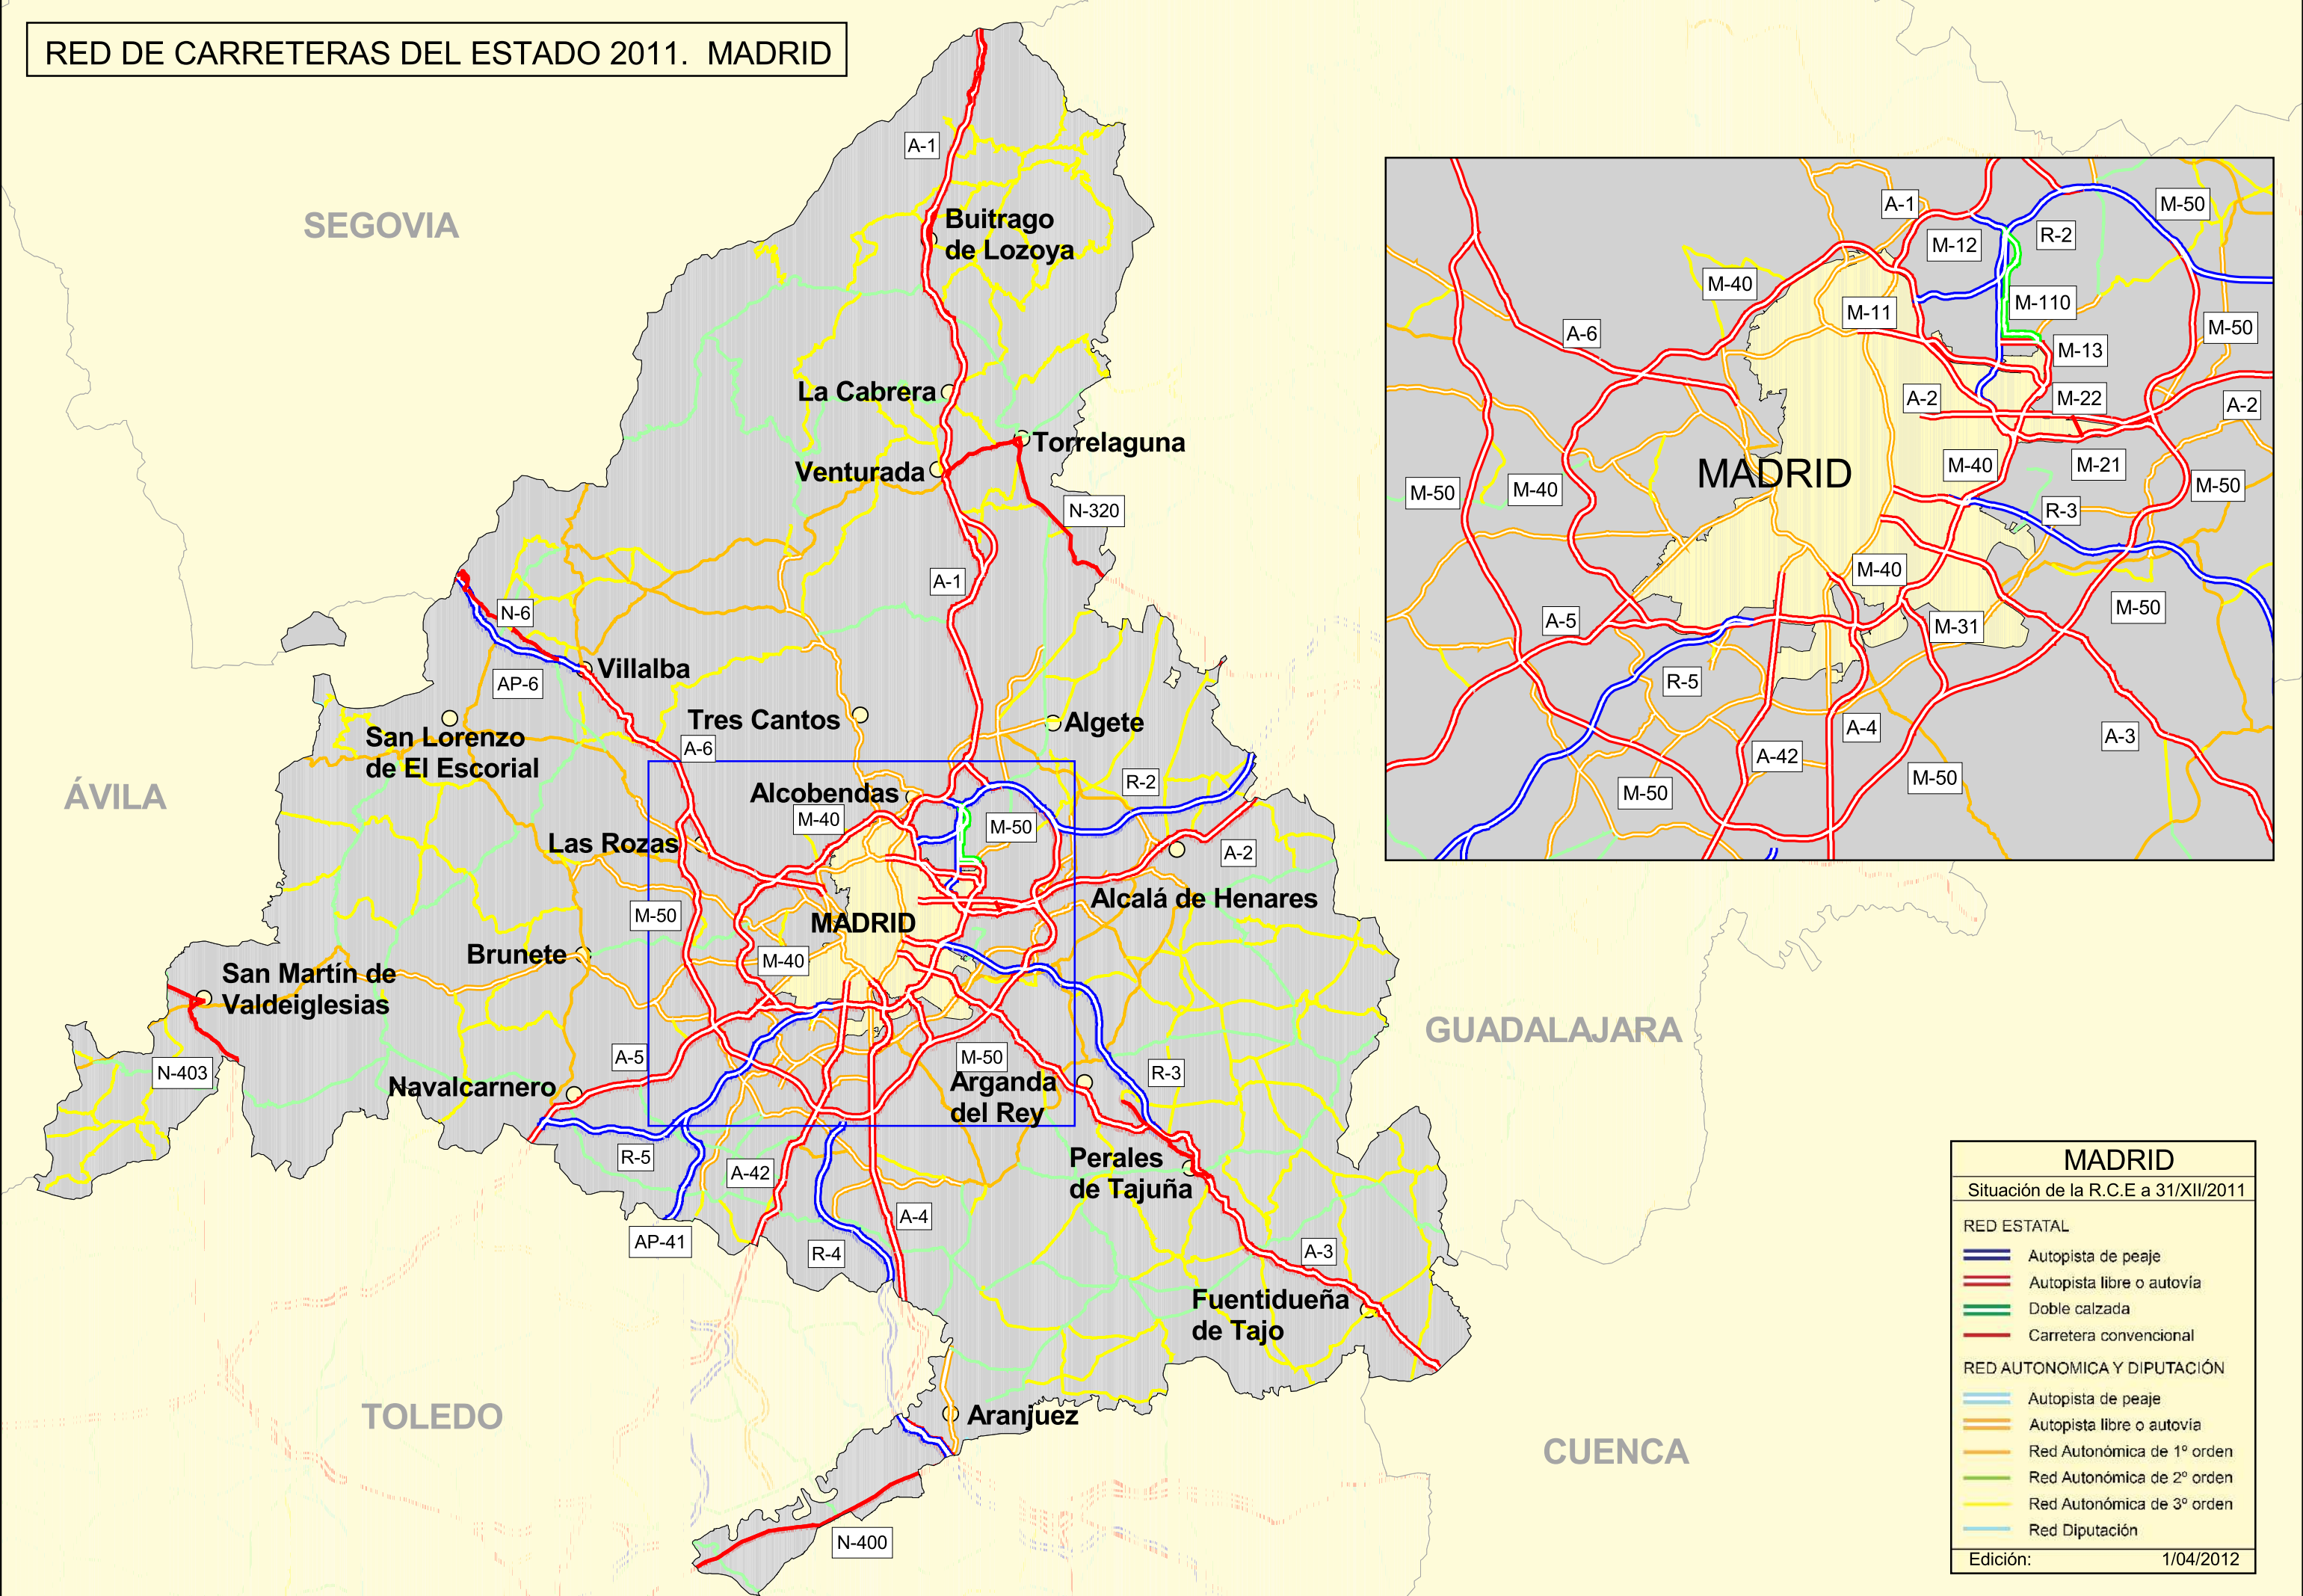 RED DE CARRETERAS DEL ESTADO 2011. MADRID
A-1
SEGOVIA
Buitrago
de Lozoya
La Cabrera
Torrelaguna
Venturada
N-320
A-1
N-6
Villalba
AP-6
Tres Cantos
Algete
San Lorenzo
de El Escorial
A-6
ÁVILA
Alcobendas
R-2
M-40
M-50
Las Rozas
A-2
Alcalá de Henares
M-50
MADRID
Brunete
M-40
San Martín de
Valdeiglesias
GUADALAJARA
A-5
M-50
N-403
R-3
Navalcarnero
Arganda
del Rey
R-5
A-42
Perales
de Tajuña
A-4
AP-41
R-4
A-3
Fuentidueña
de Tajo
TOLEDO
Aranjuez
CUENCA
N-400
A-1
M-50
M-12
R-2
M-40
M-11
M-110
A-6
M-50
M-13
A-2
M-22
A-2
MADRID
M-40
M-21
M-50
M-40
M-50
R-3
M-40
M-50
A-5
M-31
R-5
A-4
A-3
A-42
M-50
M-50
MADRID
Situación de la R.C.E a 31/XII/2011
RED ESTATAL
Autopista de peaje
Autopista libre o autovía
Doble calzada
Carretera convencional
RED AUTONOMICA Y DIPUTACIÓN
Autopista de peaje
Autopista libre o autovía
Red Autonómica de 1º orden
Red Autonómica de 2º orden
Red Autonómica de 3º orden
Red Diputación
Edición: 1/04/2012